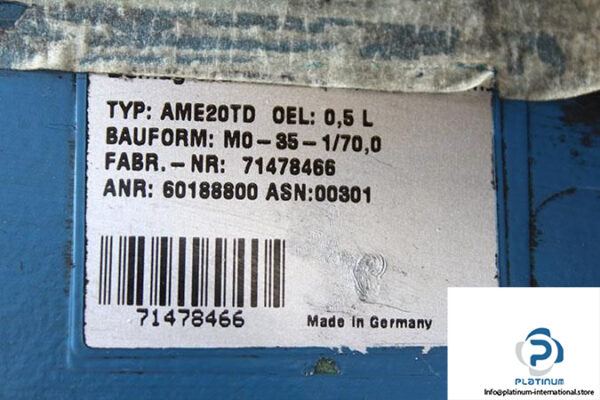 TYP: AME20TD OEL: 0,5 L
BAUFORM: M0-35-1/70,0
FABR.-NR: 71478466
ANR: 60188800 ASN:00301
71478466
Made in Germany
PLATINUM
Info@platinum-international.store